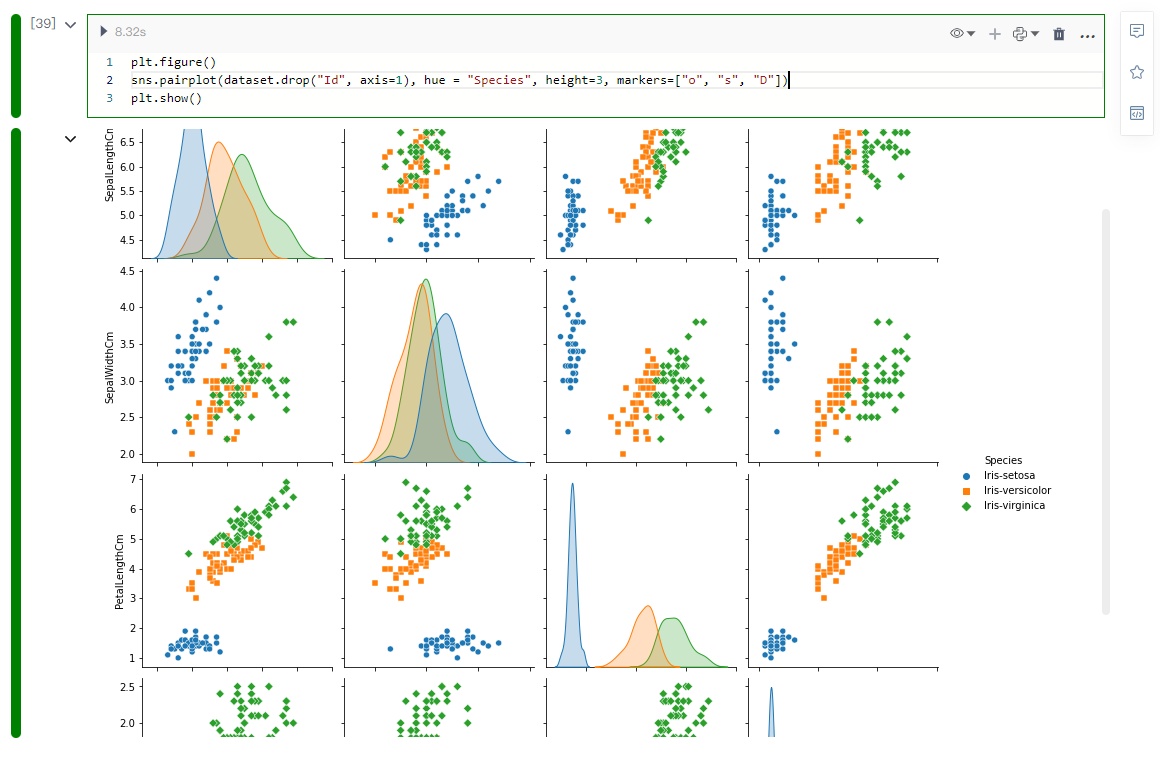 [39]
8.32s
1 plt.figure()
2 sns.pairplot(dataset.drop("Id", axis=1), hue = "Species", height=3, markers=["o", "s", "D"])
3 plt.show()
SepalLengthCm
6.5
6.0
5.5
5.0
4.5
SepalWidthCm
4.5
4.0
3.5
3.0
2.5
2.0
Species
Iris-setosa
Iris-versicolor
Iris-virginica
PetalLengthCm
7
6
5
4
3
2
1
2.5
2.0